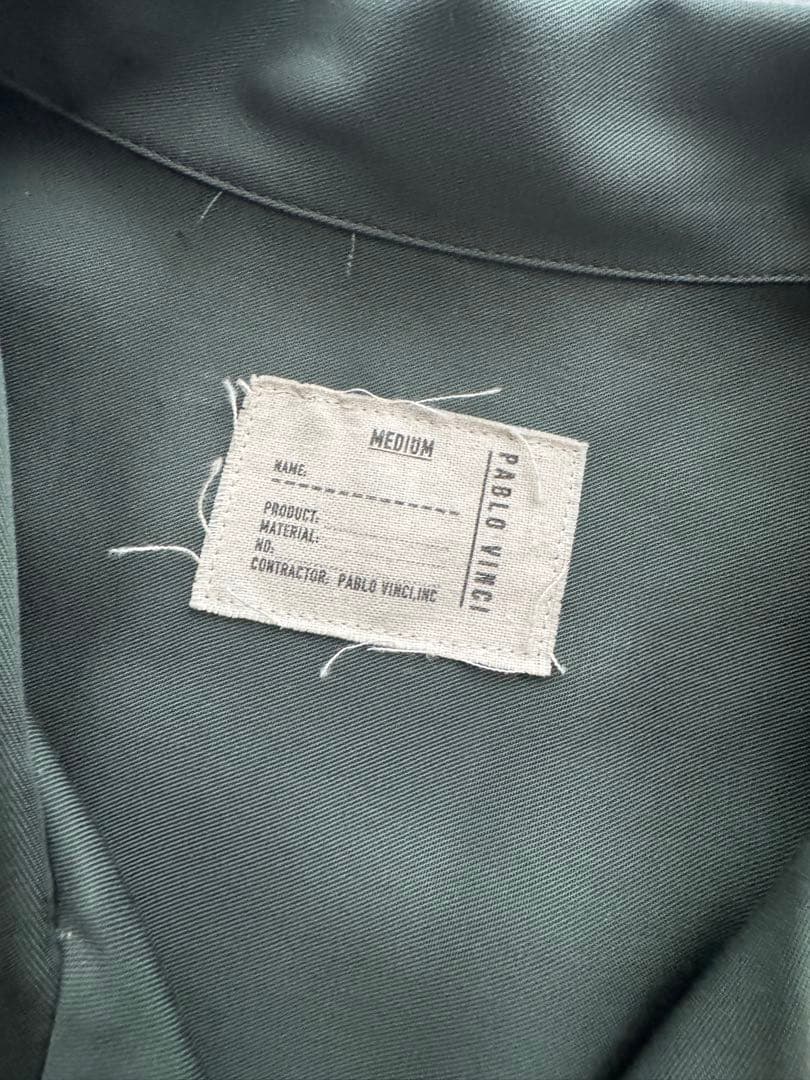 MEDIUM
NAME:
PRODUCT:
MATERIAL:
NO:
CONTRACTOR: PABLO VINCI.INC
PABLO VINCI